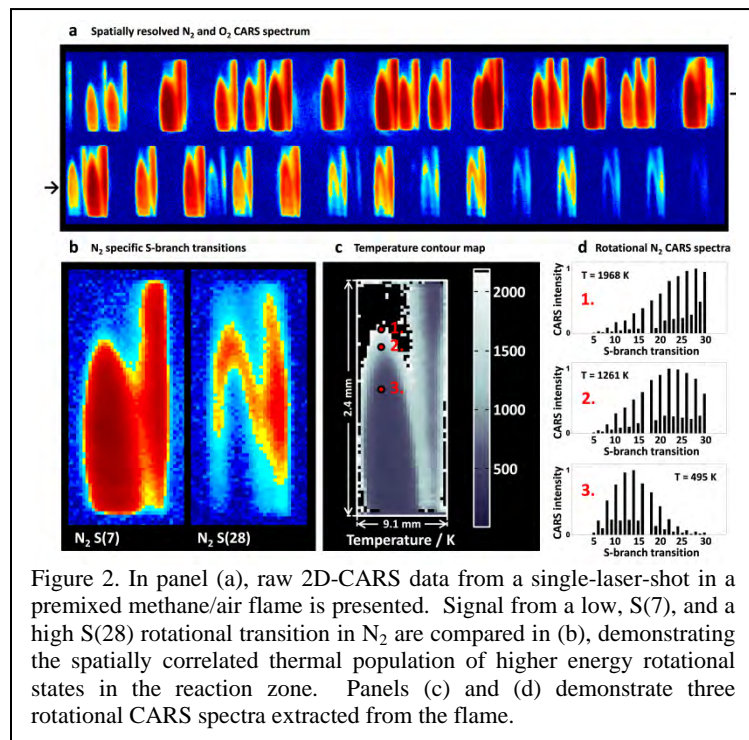 a Spatially resolved N₂ and O₂ CARS spectrum
b N₂ specific S-branch transitions
N₂ S(7)
N₂ S(28)
c Temperature contour map
1.
2.
3.
2.4 mm
9.1 mm
Temperature / K
2000
1500
1000
500
d Rotational N₂ CARS spectra
T = 1968 K
1.
CARS intensity
1
0
5 10 15 20 25 30
S-branch transition
T = 1261 K
2.
CARS intensity
1
0
5 10 15 20 25 30
S-branch transition
T = 495 K
3.
CARS intensity
1
0
5 10 15 20 25 30
S-branch transition
Figure 2. In panel (a), raw 2D-CARS data from a single-laser-shot in a
premixed methane/air flame is presented. Signal from a low, S(7), and a
high S(28) rotational transition in N₂ are compared in (b), demonstrating
the spatially correlated thermal population of higher energy rotational
states in the reaction zone. Panels (c) and (d) demonstrate three
rotational CARS spectra extracted from the flame.